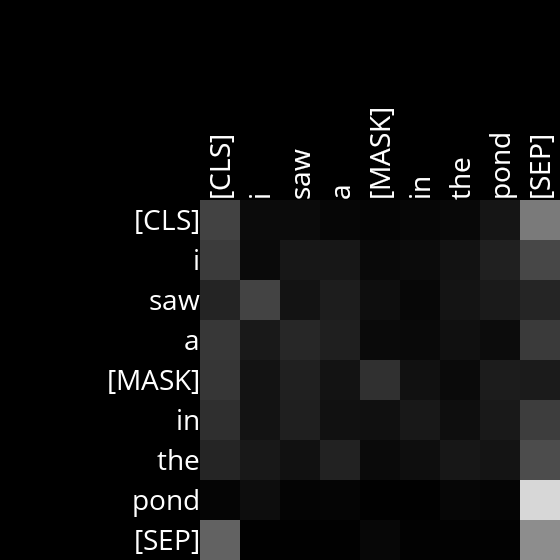 [CLS] i saw a [MASK] in the pond [SEP]
[CLS]
i
saw
a
[MASK]
in
the
pond
[SEP]